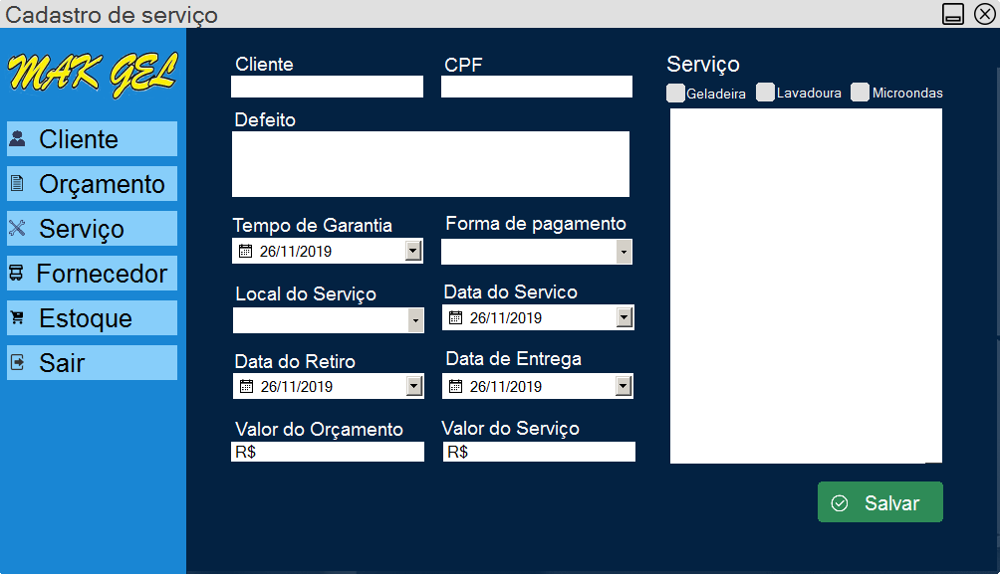 Cadastro de serviço
MAK GEL
Cliente
Orçamento
Serviço
Fornecedor
Estoque
Sair
Cliente
CPF
Defeito
Tempo de Garantia
26/11/2019
Forma de pagamento
Local do Serviço
Data do Servico
26/11/2019
Data do Retiro
26/11/2019
Data de Entrega
26/11/2019
Valor do Orçamento
R$
Valor do Serviço
R$
Serviço
Geladeira Lavadoura Microondas
Salvar